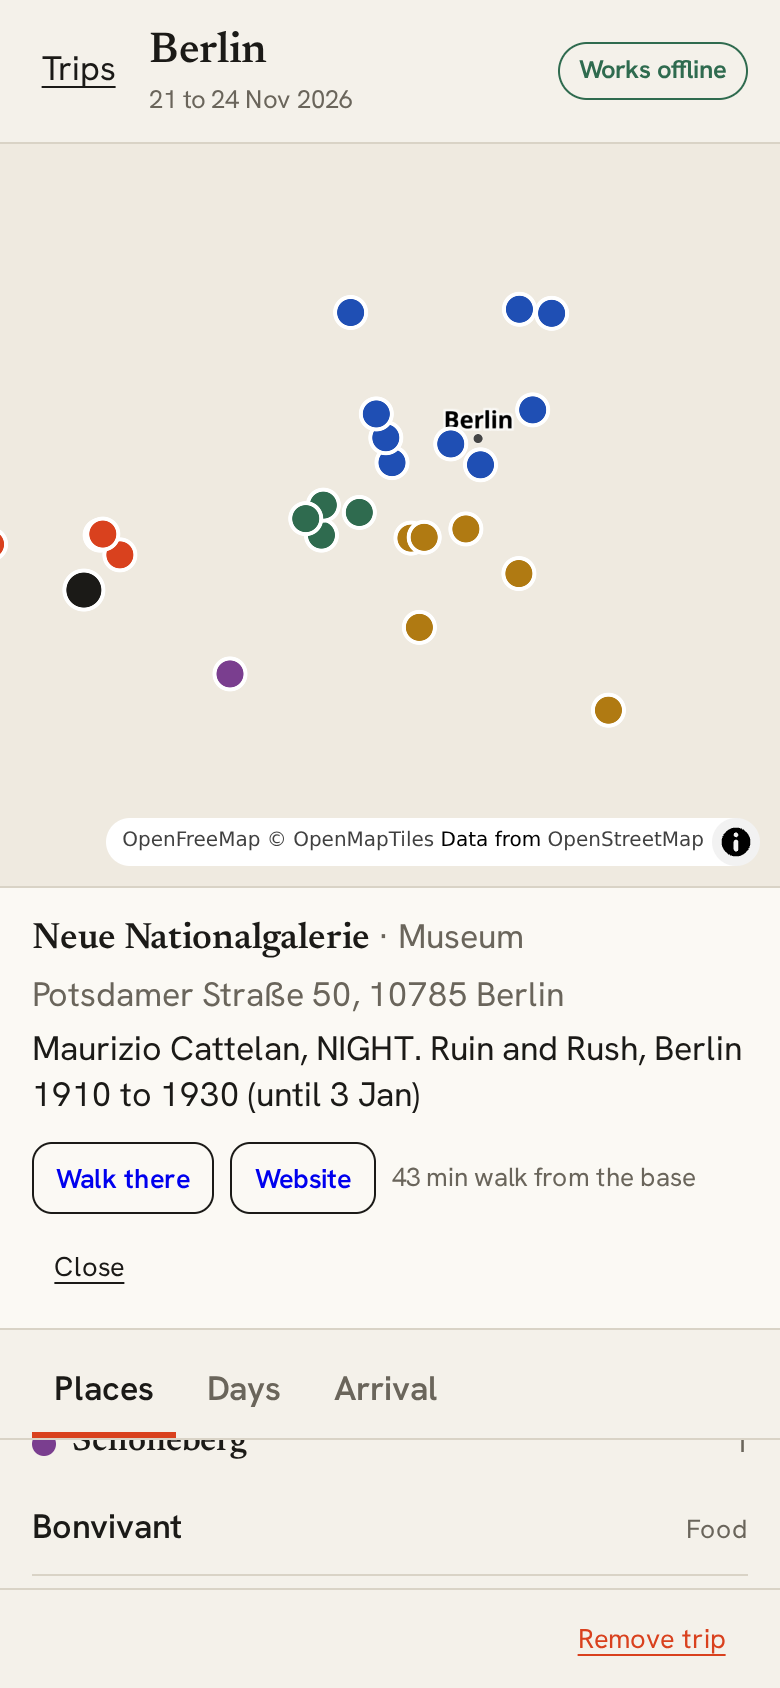 Trips
Berlin
21 to 24 Nov 2026
Works offline
Berlin
OpenFreeMap © OpenMapTiles Data from OpenStreetMap
Neue Nationalgalerie · Museum
Potsdamer Straße 50, 10785 Berlin
Maurizio Cattelan, NIGHT. Ruin and Rush, Berlin
1910 to 1930 (until 3 Jan)
Walk there
Website
43 min walk from the base
Close
Places
Days
Arrival
Schöneberg
1
Bonvivant
Food
Remove trip